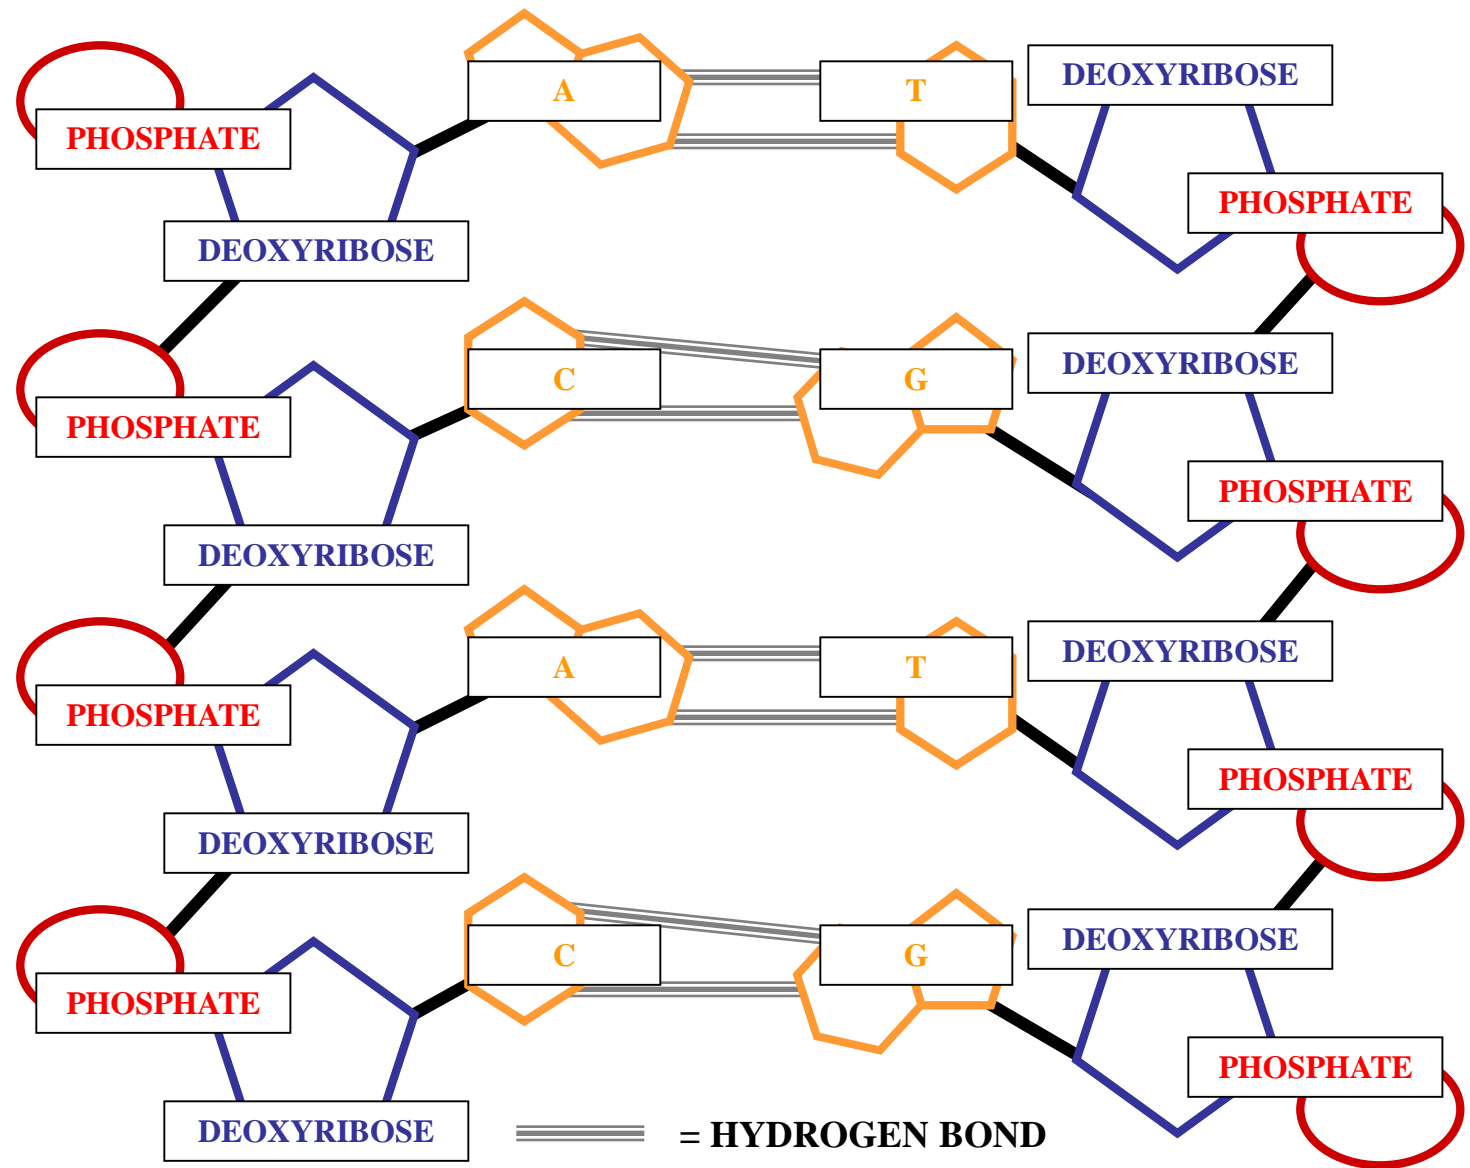 A T DEOXYRIBOSE
PHOSPHATE
PHOSPHATE
DEOXYRIBOSE
C G DEOXYRIBOSE
PHOSPHATE
PHOSPHATE
DEOXYRIBOSE
A T DEOXYRIBOSE
PHOSPHATE
PHOSPHATE
DEOXYRIBOSE
C G DEOXYRIBOSE
PHOSPHATE
PHOSPHATE
DEOXYRIBOSE = HYDROGEN BOND